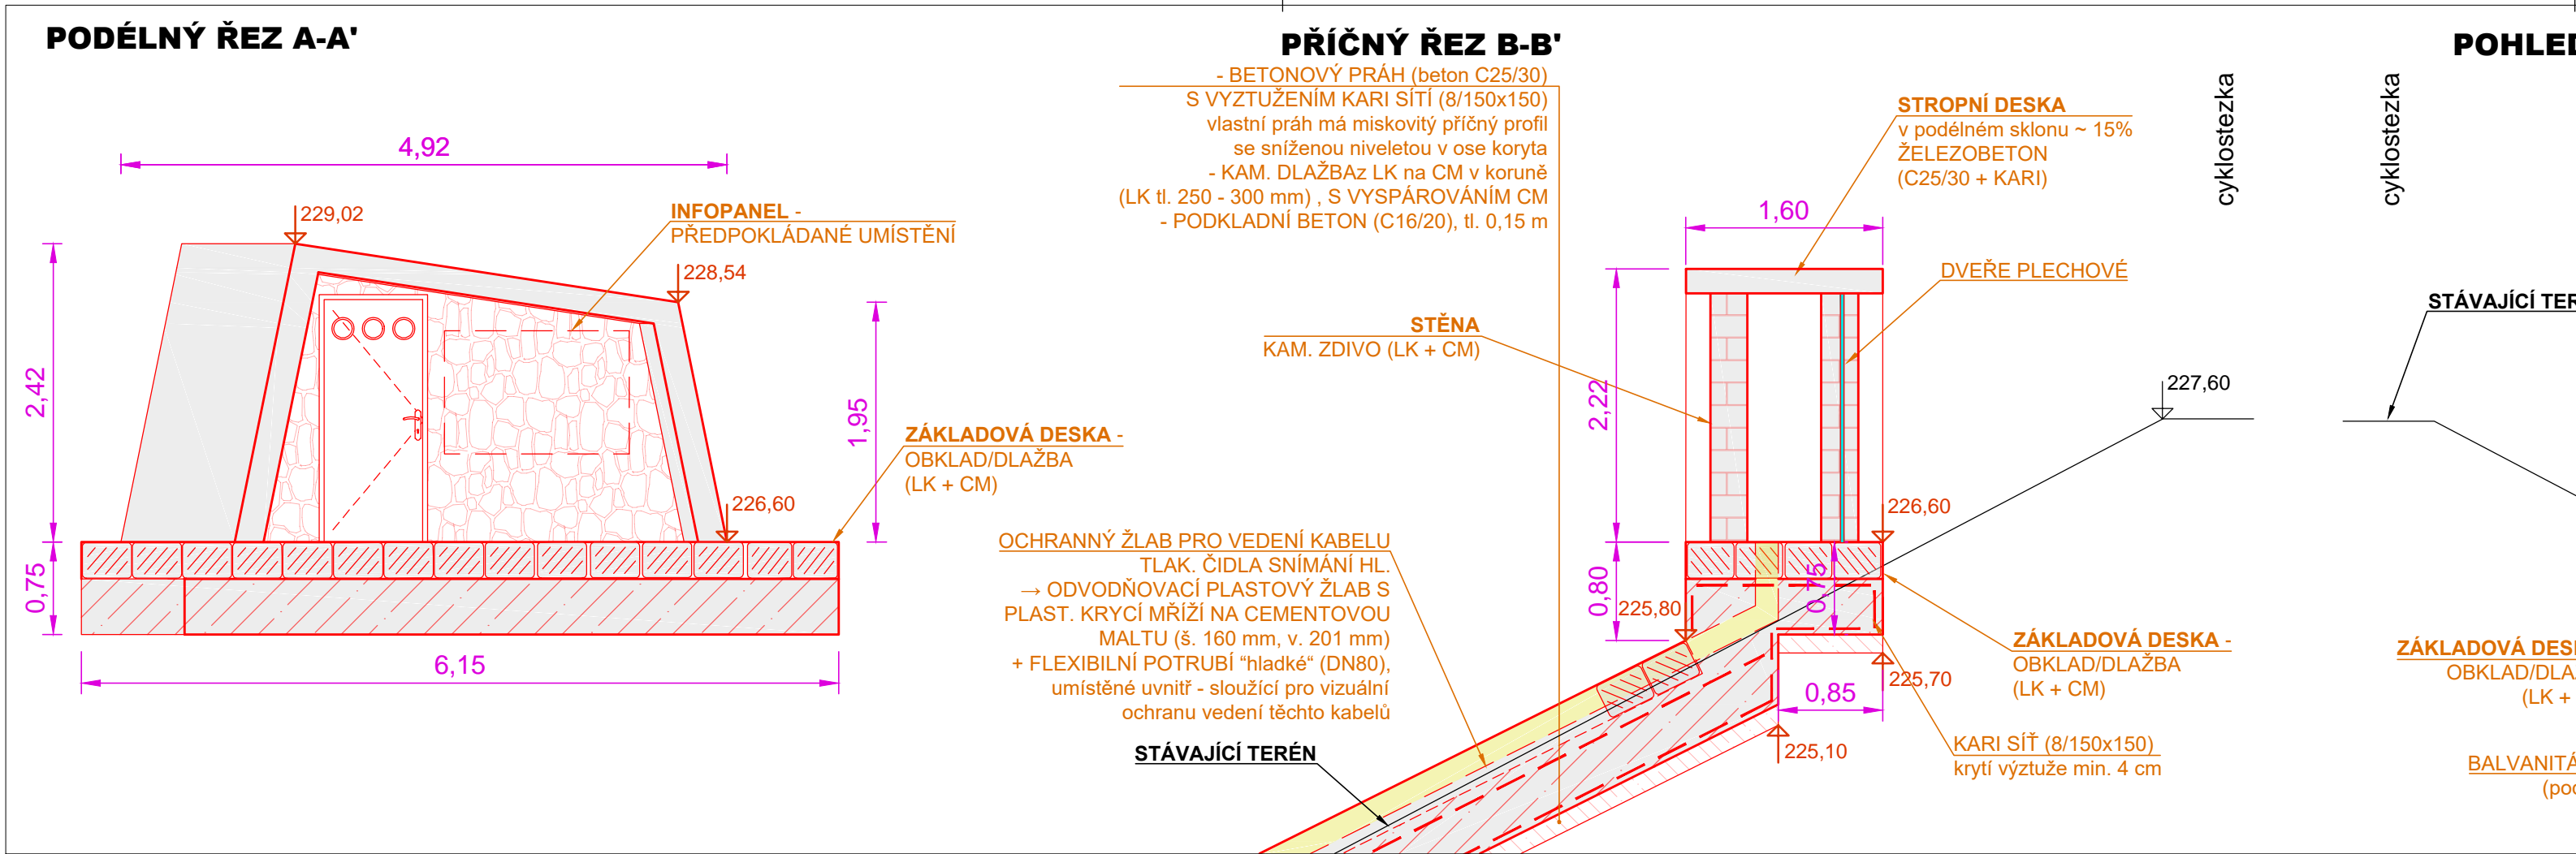 PODÉLNÝ ŘEZ A-A'
4,92
229,02
INFOPANEL -
PŘEDPOKLÁDANÉ UMÍSTĚNÍ
228,54
2,42
1,95
ZÁKLADOVÁ DESKA -
OBKLAD/DLAŽBA
(LK + CM)
226,60
0,75
6,15
PŘÍČNÝ ŘEZ B-B'
- BETONOVÝ PRÁH (beton C25/30)
S VYZTUŽENÍM KARI SÍTÍ (8/150x150)
vlastní práh má miskovitý příčný profil
se sníženou niveletou v ose koryta
- KAM. DLAŽBAz LK na CM v koruně
(LK tl. 250 - 300 mm) , S VYSPÁROVÁNÍM CM
- PODKLADNÍ BETON (C16/20), tl. 0,15 m
STROPNÍ DESKA
v podélném sklonu ~ 15%
ŽELEZOBETON
(C25/30 + KARI)
1,60
DVEŘE PLECHOVÉ
STĚNA
KAM. ZDIVO (LK + CM)
2,22
227,60
226,60
OCHRANNÝ ŽLAB PRO VEDENÍ KABELU
TLAK. ČIDLA SNÍMÁNÍ HL.
→ ODVODŇOVACÍ PLASTOVÝ ŽLAB S
PLAST. KRYCÍ MŘÍŽÍ NA CEMENTOVOU
MALTU (š. 160 mm, v. 201 mm)
+ FLEXIBILNÍ POTRUBÍ “hladké“ (DN80),
umístěné uvnitř - sloužící pro vizuální
ochranu vedení těchto kabelů
0,80
225,80
0,75
ZÁKLADOVÁ DESKA -
OBKLAD/DLAŽBA
(LK + CM)
225,70
0,85
225,10
KARI SÍŤ (8/150x150)
krytí výztuže min. 4 cm
STÁVAJÍCÍ TERÉN
cyklostezka
cyklostezka
POHLED
STÁVAJÍCÍ TER
ZÁKLADOVÁ DES
OBKLAD/DLA
(LK +
BALVANITÁ
(pod